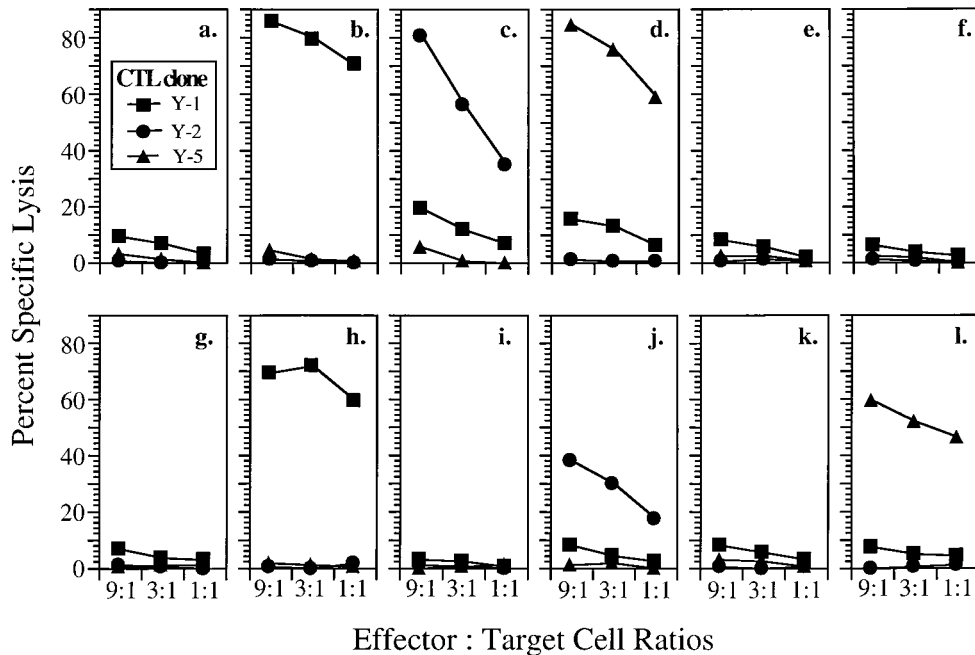 a. b. c. d. e. f.
CTL clone
Y-1
Y-2
Y-5
80
60
40
20
0
g. h. i. j. k. l.
80
60
40
20
0
9:1 3:1 1:1 9:1 3:1 1:1 9:1 3:1 1:1 9:1 3:1 1:1 9:1 3:1 1:1 9:1 3:1 1:1
Percent Specific Lysis
Effector : Target Cell Ratios